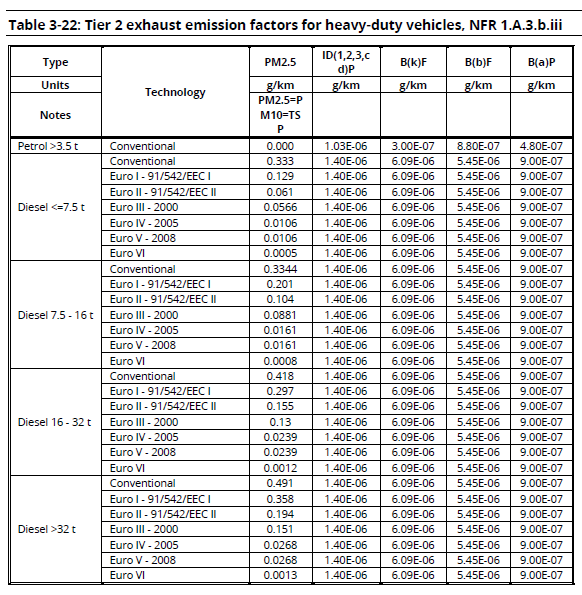 Table 3-22: Tier 2 exhaust emission factors for heavy-duty vehicles, NFR 1.A.3.b.iii
Type Technology PM2.5 ID(1,2,3,c d)P B(k)F B(b)F B(a)P
Units g/km g/km g/km g/km g/km
Notes PM2.5=P M10=TS P
Petrol >3.5 t Conventional 0.000 1.03E-06 3.00E-07 8.80E-07 4.80E-07
Diesel <=7.5 t Conventional 0.333 1.40E-06 6.09E-06 5.45E-06 9.00E-07
Euro I - 91/542/EEC I 0.129 1.40E-06 6.09E-06 5.45E-06 9.00E-07
Euro II - 91/542/EEC II 0.061 1.40E-06 6.09E-06 5.45E-06 9.00E-07
Euro III - 2000 0.0566 1.40E-06 6.09E-06 5.45E-06 9.00E-07
Euro IV - 2005 0.0106 1.40E-06 6.09E-06 5.45E-06 9.00E-07
Euro V - 2008 0.0106 1.40E-06 6.09E-06 5.45E-06 9.00E-07
Euro VI 0.0005 1.40E-06 6.09E-06 5.45E-06 9.00E-07
Diesel 7.5 - 16 t Conventional 0.3344 1.40E-06 6.09E-06 5.45E-06 9.00E-07
Euro I - 91/542/EEC I 0.201 1.40E-06 6.09E-06 5.45E-06 9.00E-07
Euro II - 91/542/EEC II 0.104 1.40E-06 6.09E-06 5.45E-06 9.00E-07
Euro III - 2000 0.0881 1.40E-06 6.09E-06 5.45E-06 9.00E-07
Euro IV - 2005 0.0161 1.40E-06 6.09E-06 5.45E-06 9.00E-07
Euro V - 2008 0.0161 1.40E-06 6.09E-06 5.45E-06 9.00E-07
Euro VI 0.0008 1.40E-06 6.09E-06 5.45E-06 9.00E-07
Diesel 16 - 32 t Conventional 0.418 1.40E-06 6.09E-06 5.45E-06 9.00E-07
Euro I - 91/542/EEC I 0.297 1.40E-06 6.09E-06 5.45E-06 9.00E-07
Euro II - 91/542/EEC II 0.155 1.40E-06 6.09E-06 5.45E-06 9.00E-07
Euro III - 2000 0.13 1.40E-06 6.09E-06 5.45E-06 9.00E-07
Euro IV - 2005 0.0239 1.40E-06 6.09E-06 5.45E-06 9.00E-07
Euro V - 2008 0.0239 1.40E-06 6.09E-06 5.45E-06 9.00E-07
Euro VI 0.0012 1.40E-06 6.09E-06 5.45E-06 9.00E-07
Diesel >32 t Conventional 0.491 1.40E-06 6.09E-06 5.45E-06 9.00E-07
Euro I - 91/542/EEC I 0.358 1.40E-06 6.09E-06 5.45E-06 9.00E-07
Euro II - 91/542/EEC II 0.194 1.40E-06 6.09E-06 5.45E-06 9.00E-07
Euro III - 2000 0.151 1.40E-06 6.09E-06 5.45E-06 9.00E-07
Euro IV - 2005 0.0268 1.40E-06 6.09E-06 5.45E-06 9.00E-07
Euro V - 2008 0.0268 1.40E-06 6.09E-06 5.45E-06 9.00E-07
Euro VI 0.0013 1.40E-06 6.09E-06 5.45E-06 9.00E-07